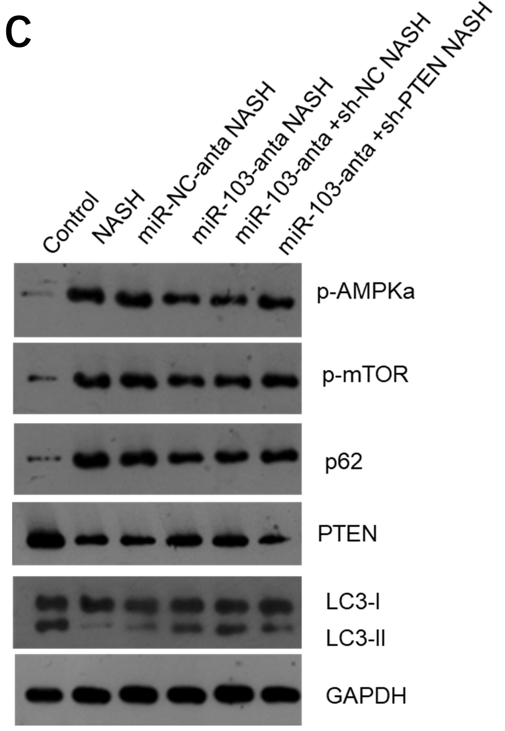 C
Control
NASH
miR-NC-anta NASH
miR-103-anta NASH
miR-103-anta +sh-NC NASH
miR-103-anta +sh-PTEN NASH
p-AMPKa
p-mTOR
p62
PTEN
LC3-I
LC3-II
GAPDH